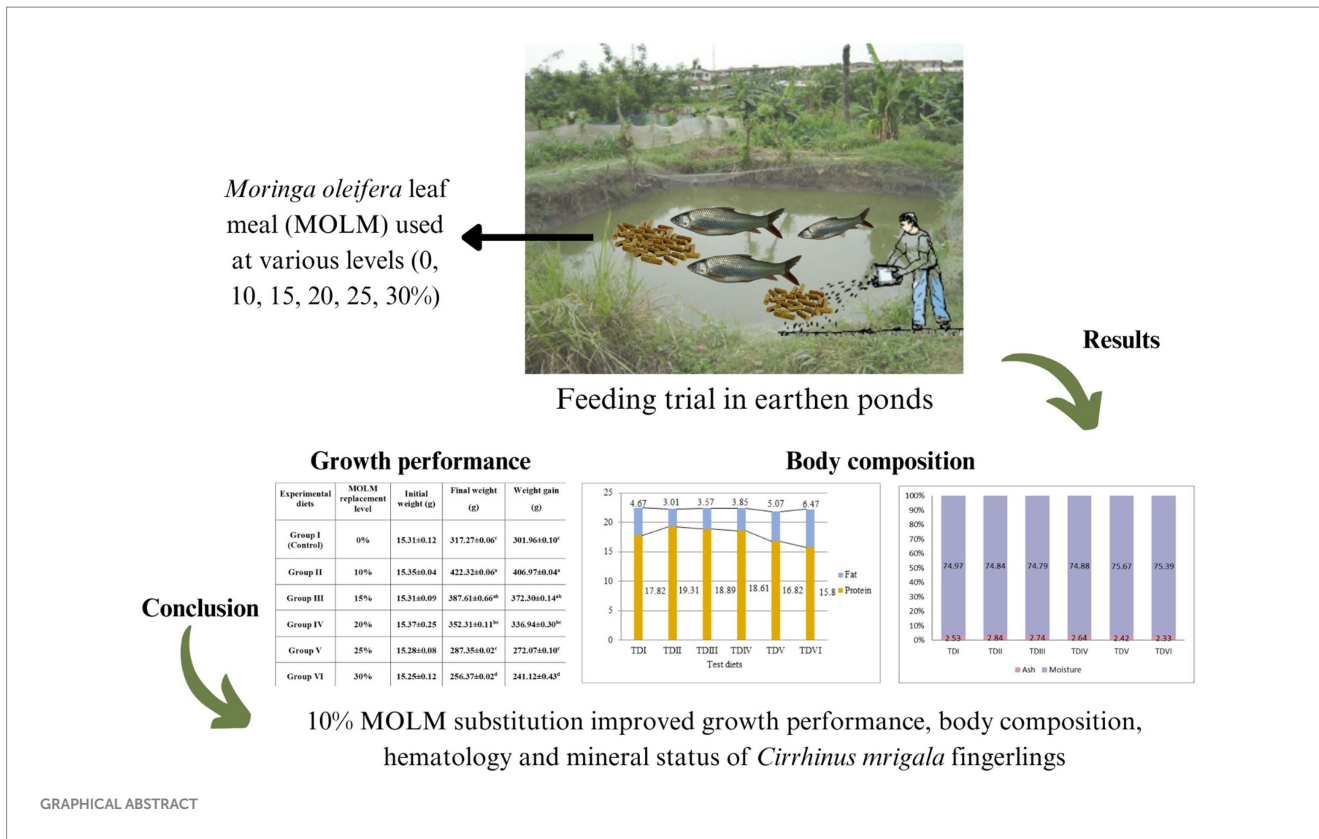 Moringa oleifera leaf
meal (MOLM) used
at various levels (0,
10, 15, 20, 25, 30%)
Feeding trial in earthen ponds
Results
Growth performance
Experimental diets MOLM replacement level Initial weight (g) Final weight (g) Weight gain (g)
Group I (Control) 0% 15.31±0.12 317.27±0.06ᶜ 301.96±0.10ᶜ
Group II 10% 15.35±0.04 422.32±0.06ᵃ 406.97±0.04ᵃ
Group III 15% 15.31±0.09 387.61±0.66ᵃᵇ 372.30±0.14ᵃᵇ
Group IV 20% 15.37±0.25 352.31±0.11ᵇᶜ 336.94±0.30ᵇᶜ
Group V 25% 15.28±0.08 287.35±0.02ᶜ 272.07±0.10ᶜ
Group VI 30% 15.25±0.12 256.37±0.02ᵈ 241.12±0.43ᵈ
Body composition
25
20
15
10
5
0
4.67 3.01 3.57 3.85 5.07 6.47
17.82 19.31 18.89 18.61 16.82 15.8
TDI TDII TDIII TDIV TDV TDVI
Test diets
Fat
Protein
100%
90%
80%
70%
60%
50%
40%
30%
20%
10%
0%
74.97 74.84 74.79 74.88 75.67 75.39
2.53 2.84 2.74 2.64 2.42 2.33
TDI TDII TDIII TDIV TDV TDVI
Ash Moisture
Conclusion
10% MOLM substitution improved growth performance, body composition,
hematology and mineral status of Cirrhinus mrigala fingerlings
GRAPHICAL ABSTRACT